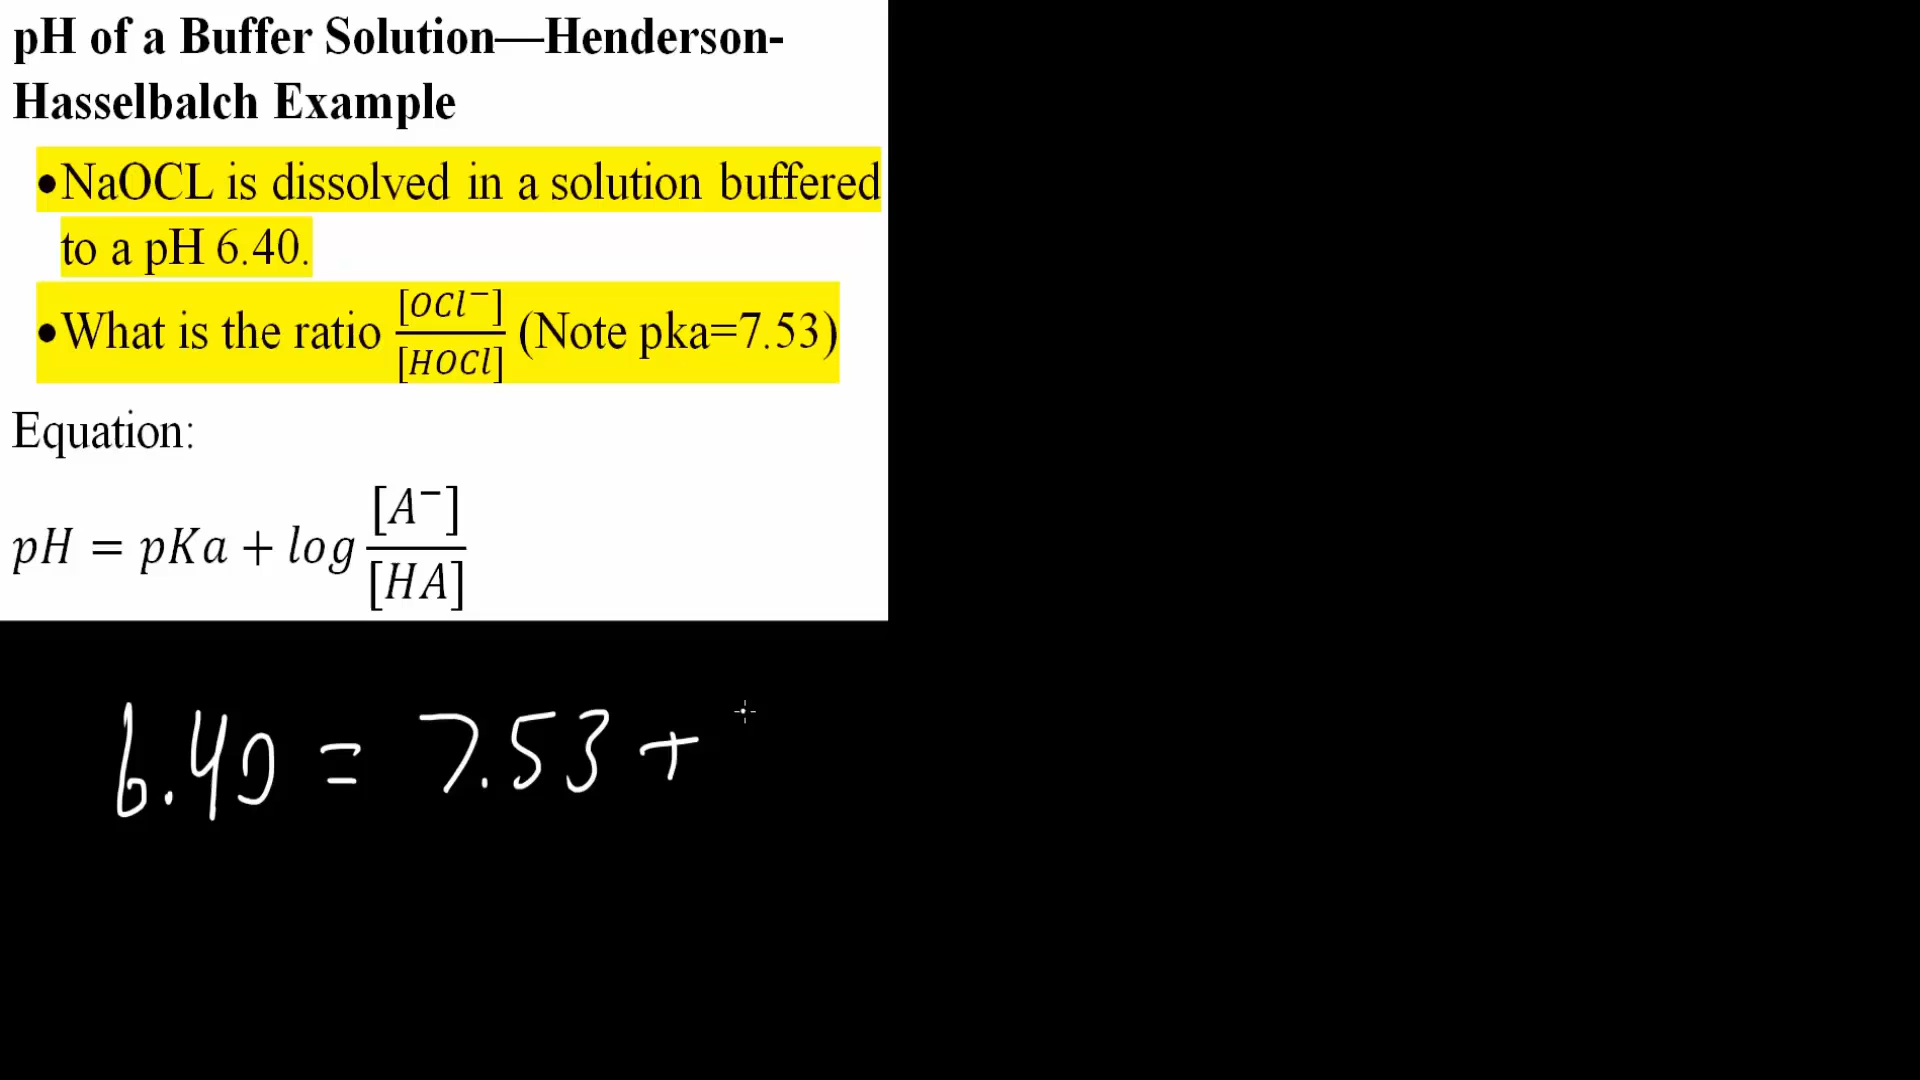 pH of a Buffer Solution—Henderson-
Hasselbalch Example
•NaOCL is dissolved in a solution buffered
to a pH 6.40.
•What is the ratio [OCl⁻]/[HOCl] (Note pka=7.53)
Equation:
pH = pKa + log [A⁻]/[HA]
6.40 = 7.53 +